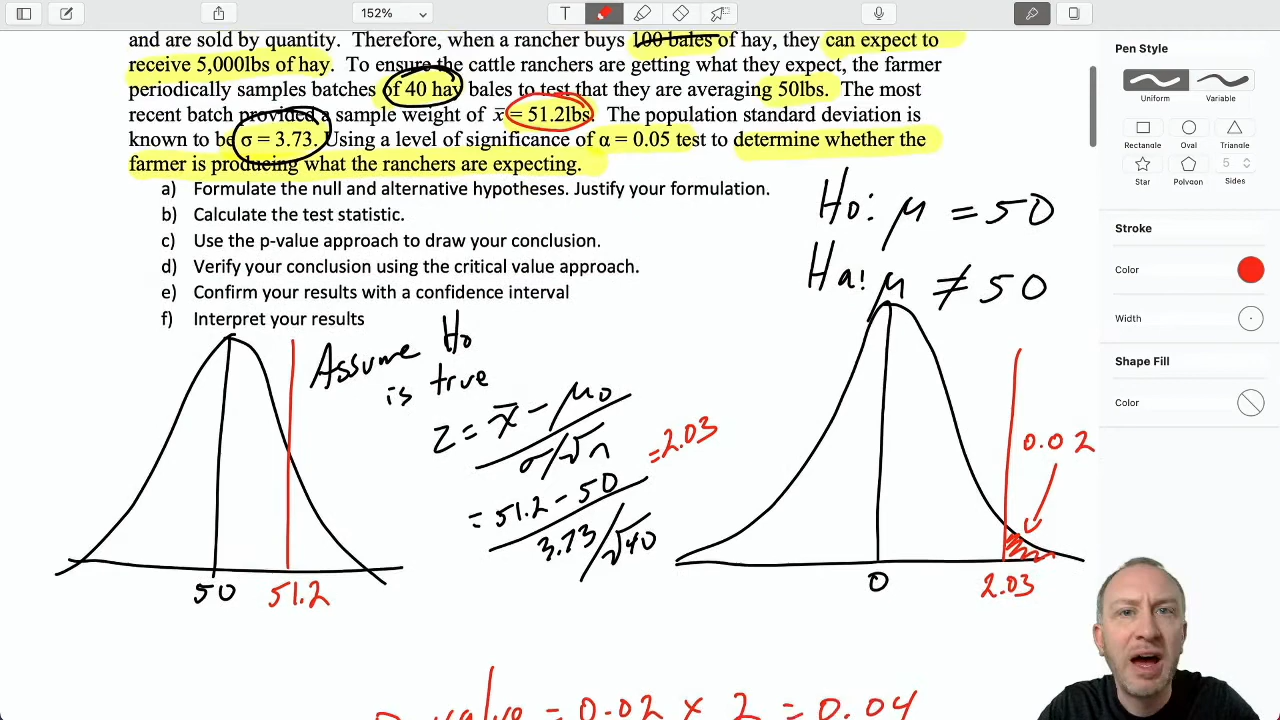 152%
T
and are sold by quantity. Therefore, when a rancher buys 100 bales of hay, they can expect to
receive 5,000lbs of hay. To ensure the cattle ranchers are getting what they expect, the farmer
periodically samples batches of 40 hay bales to test that they are averaging 50lbs. The most
recent batch provided a sample weight of x̄ = 51.2lbs. The population standard deviation is
known to be σ = 3.73. Using a level of significance of α = 0.05 test to determine whether the
farmer is producing what the ranchers are expecting.
a) Formulate the null and alternative hypotheses. Justify your formulation.
b) Calculate the test statistic.
c) Use the p-value approach to draw your conclusion.
d) Verify your conclusion using the critical value approach.
e) Confirm your results with a confidence interval
f) Interpret your results
Ho: μ = 50
Ha: μ ≠ 50
Assume Ho
is true
z = x̄ - μ0
σ/√n
= 51.2 - 50
3.73/√40
= 2.03
50
51.2
0.02
0
2.03
p-value = 0.02 x 2 = 0.04
Pen Style
Uniform
Variable
Rectangle
Oval
Triangle
Star
Polygon
5
Sides
Stroke
Color
Width
Shape Fill
Color